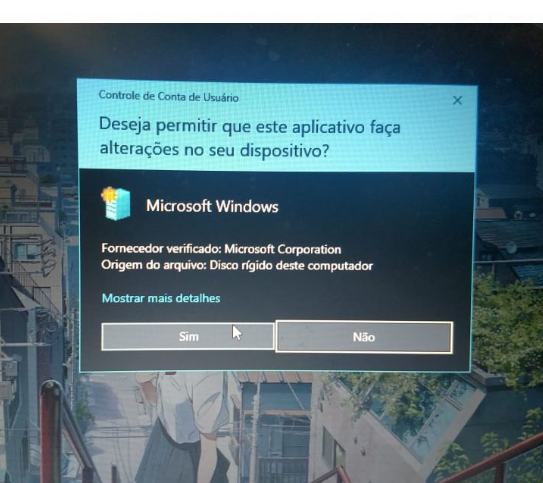 Controle de Conta de Usuário
Deseja permitir que este aplicativo faça
alterações no seu dispositivo?
Microsoft Windows
Fornecedor verificado: Microsoft Corporation
Origem do arquivo: Disco rígido deste computador
Mostrar mais detalhes
Sim
Não